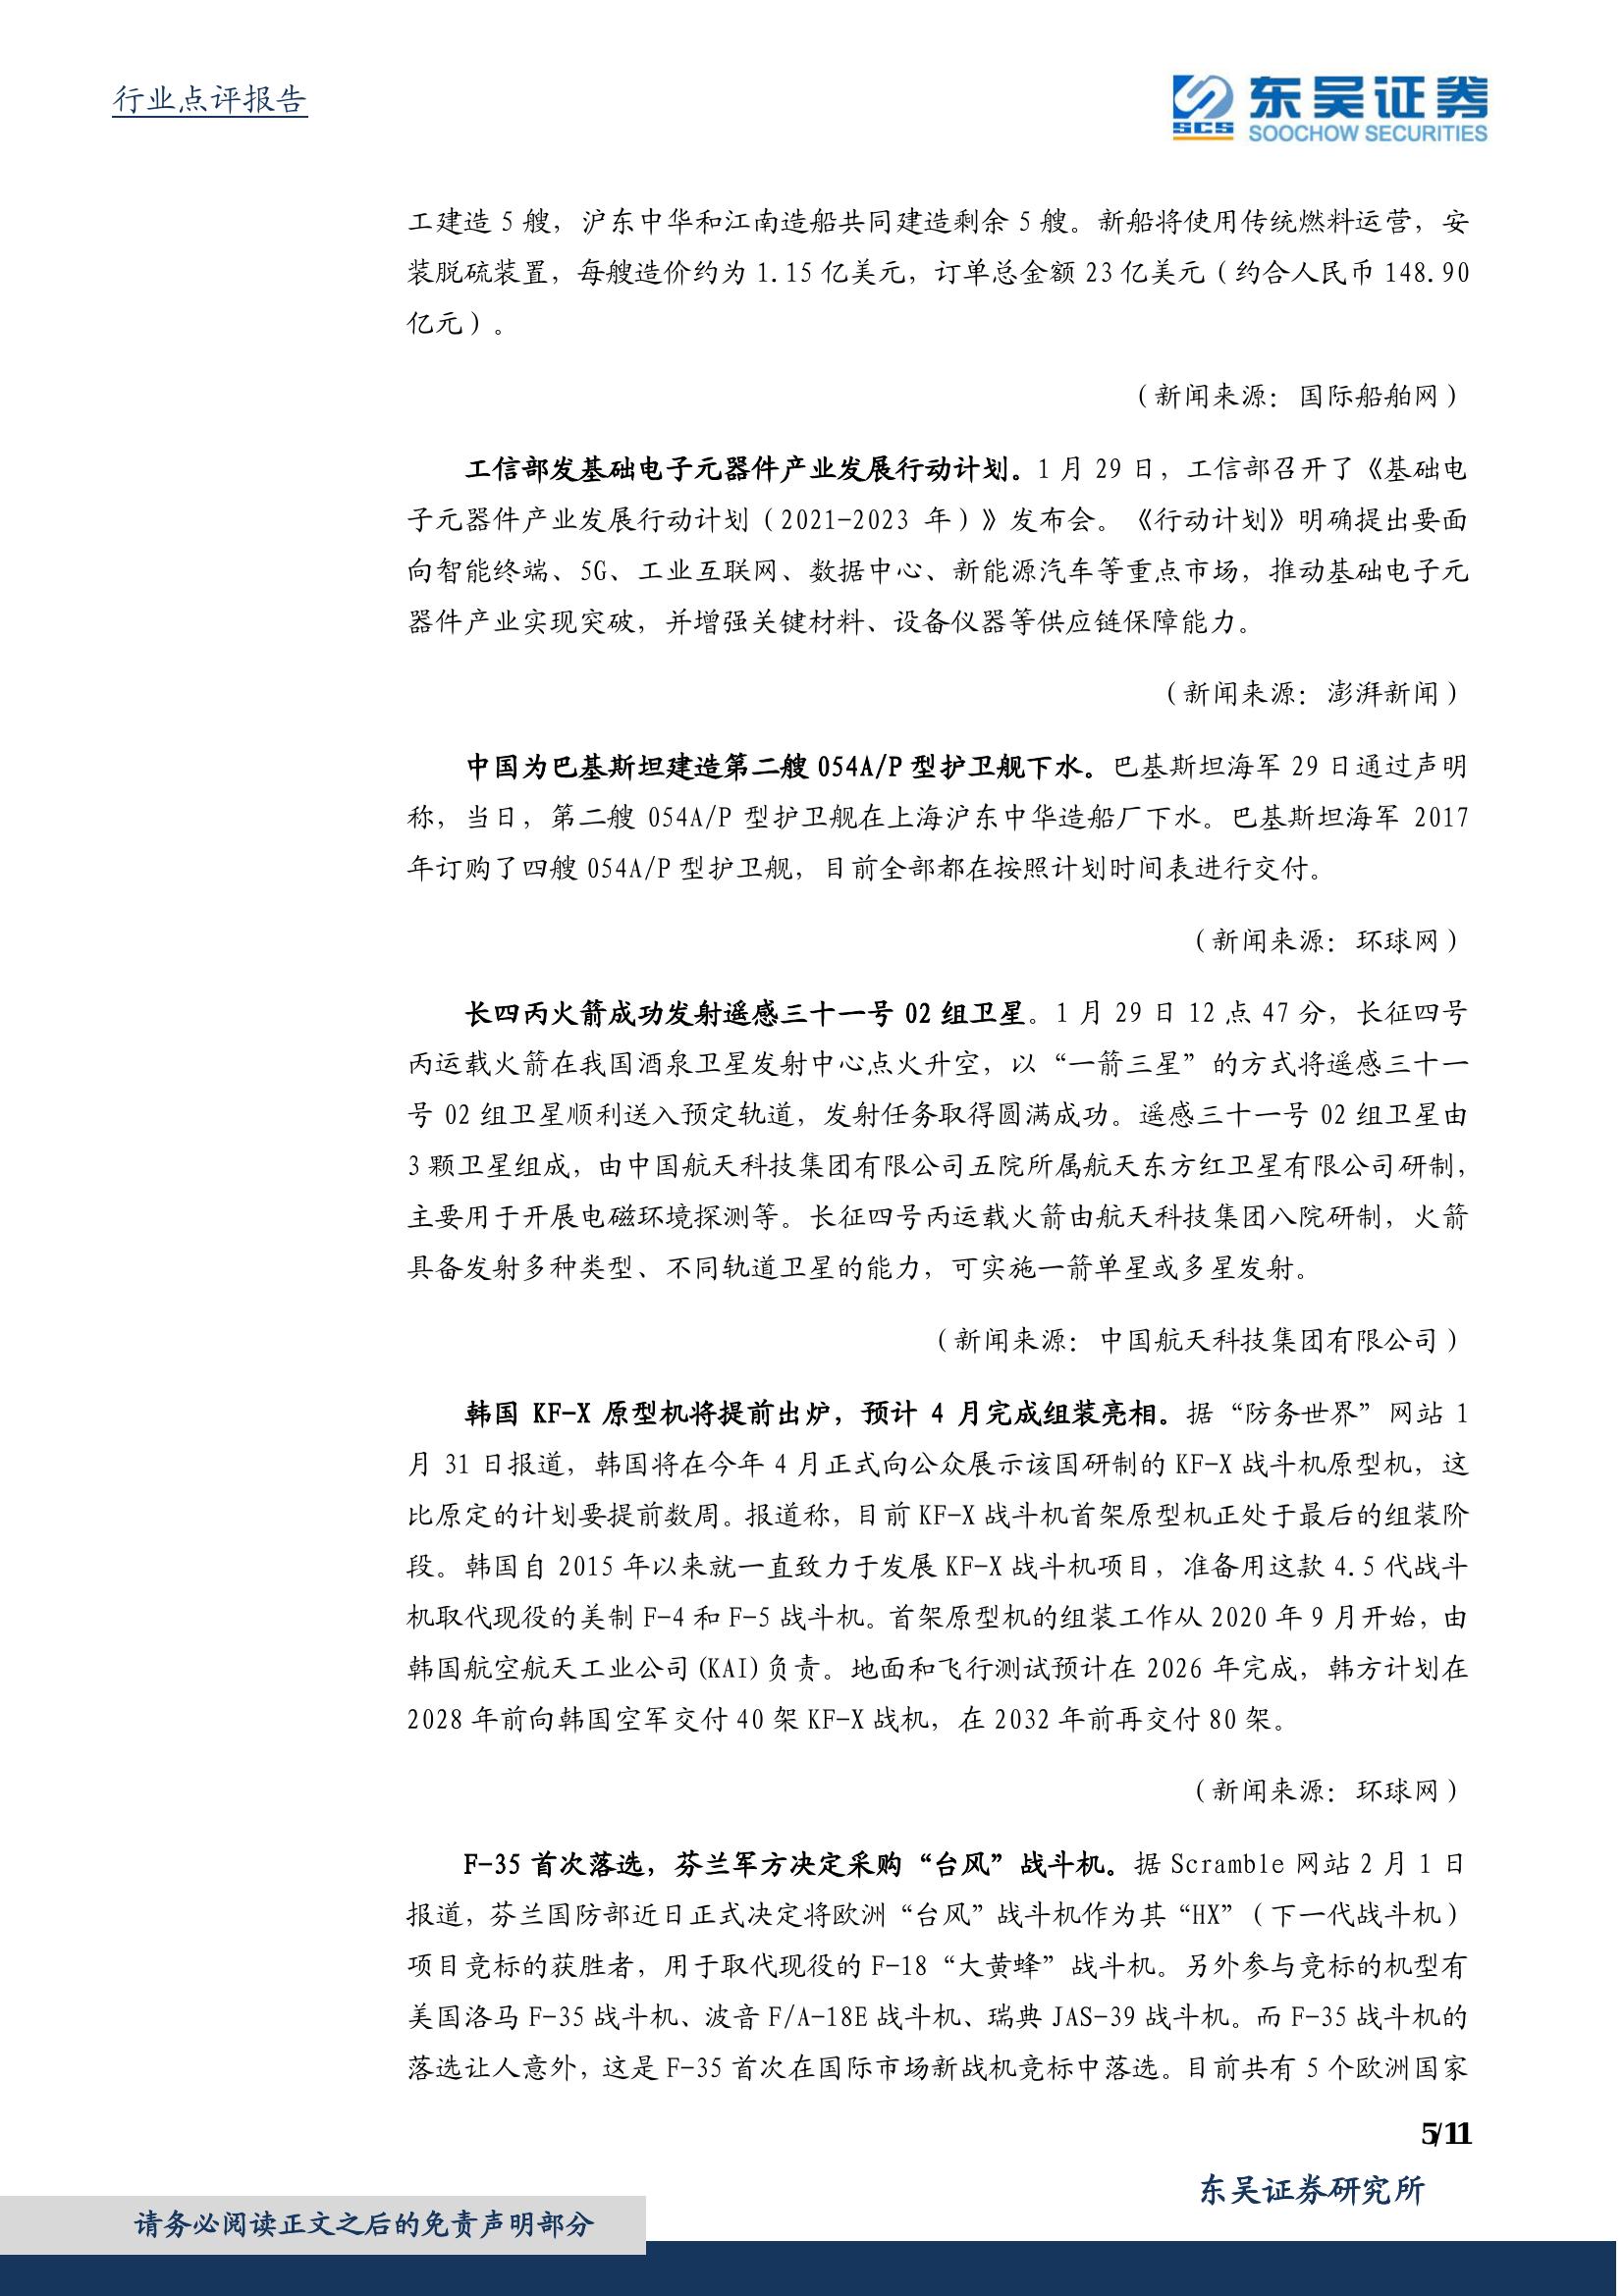 行业点评报告
东吴证券
SCS
SOOCHOW SECURITIES
工建造 5 艘，沪东中华和江南造船共同建造剩余 5 艘。新船将使用传统燃料运营，安
装脱硫装置，每艘造价约为 1.15 亿美元，订单总金额 23 亿美元（约合人民币 148.90
亿元）。
（新闻来源：国际船舶网）
工信部发基础电子元器件产业发展行动计划。1 月 29 日，工信部召开了《基础电
子元器件产业发展行动计划（2021-2023 年）》发布会。《行动计划》明确提出要面
向智能终端、5G、工业互联网、数据中心、新能源汽车等重点市场，推动基础电子元
器件产业实现突破，并增强关键材料、设备仪器等供应链保障能力。
（新闻来源：澎湃新闻）
中国为巴基斯坦建造第二艘 054A/P 型护卫舰下水。巴基斯坦海军 29 日通过声明
称，当日，第二艘 054A/P 型护卫舰在上海沪东中华造船厂下水。巴基斯坦海军 2017
年订购了四艘 054A/P 型护卫舰，目前全部都在按照计划时间表进行交付。
（新闻来源：环球网）
长四丙火箭成功发射遥感三十一号 02 组卫星。1 月 29 日 12 点 47 分，长征四号
丙运载火箭在我国酒泉卫星发射中心点火升空，以“一箭三星”的方式将遥感三十一
号 02 组卫星顺利送入预定轨道，发射任务取得圆满成功。遥感三十一号 02 组卫星由
3 颗卫星组成，由中国航天科技集团有限公司五院所属航天东方红卫星有限公司研制，
主要用于开展电磁环境探测等。长征四号丙运载火箭由航天科技集团八院研制，火箭
具备发射多种类型、不同轨道卫星的能力，可实施一箭单星或多星发射。
（新闻来源：中国航天科技集团有限公司）
韩国 KF-X 原型机将提前出炉，预计 4 月完成组装亮相。据“防务世界”网站 1
月 31 日报道，韩国将在今年 4 月正式向公众展示该国研制的 KF-X 战斗机原型机，这
比原定的计划要提前数周。报道称，目前 KF-X 战斗机首架原型机正处于最后的组装阶
段。韩国自 2015 年以来就一直致力于发展 KF-X 战斗机项目，准备用这款 4.5 代战斗
机取代现役的美制 F-4 和 F-5 战斗机。首架原型机的组装工作从 2020 年 9 月开始，由
韩国航空航天工业公司(KAI)负责。地面和飞行测试预计在 2026 年完成，韩方计划在
2028 年前向韩国空军交付 40 架 KF-X 战机，在 2032 年前再交付 80 架。
（新闻来源：环球网）
F-35 首次落选，芬兰军方决定采购“台风”战斗机。据 Scramble 网站 2 月 1 日
报道，芬兰国防部近日正式决定将欧洲“台风”战斗机作为其“HX”（下一代战斗机）
项目竞标的获胜者，用于取代现役的 F-18“大黄蜂”战斗机。另外参与竞标的机型有
美国洛马 F-35 战斗机、波音 F/A-18E 战斗机、瑞典 JAS-39 战斗机。而 F-35 战斗机的
落选让人意外，这是 F-35 首次在国际市场新战机竞标中落选。目前共有 5 个欧洲国家
5/11
东吴证券研究所
请务必阅读正文之后的免责声明部分